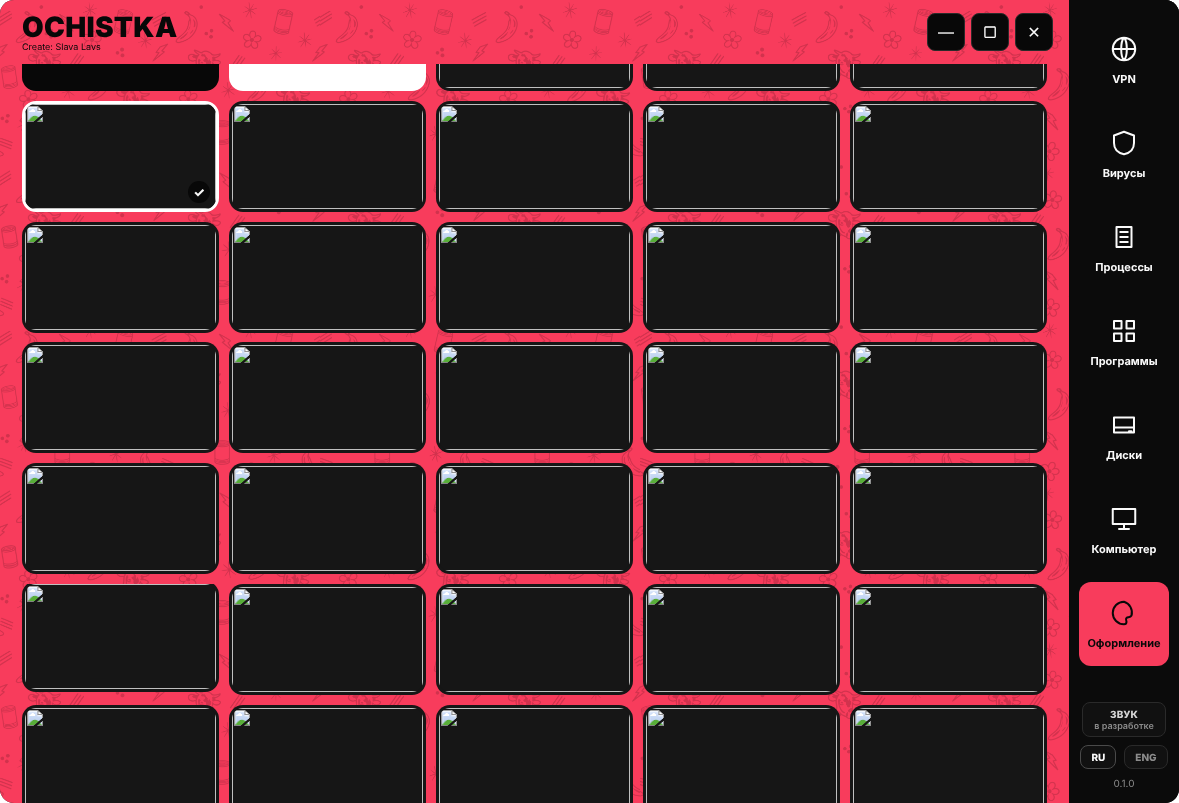 OCHISTKA
Create: Slava Lavs
VPN
Вирусы
Процессы
Программы
Диски
Компьютер
Оформление
ЗВУК
в разработке
RU ENG
0.1.0